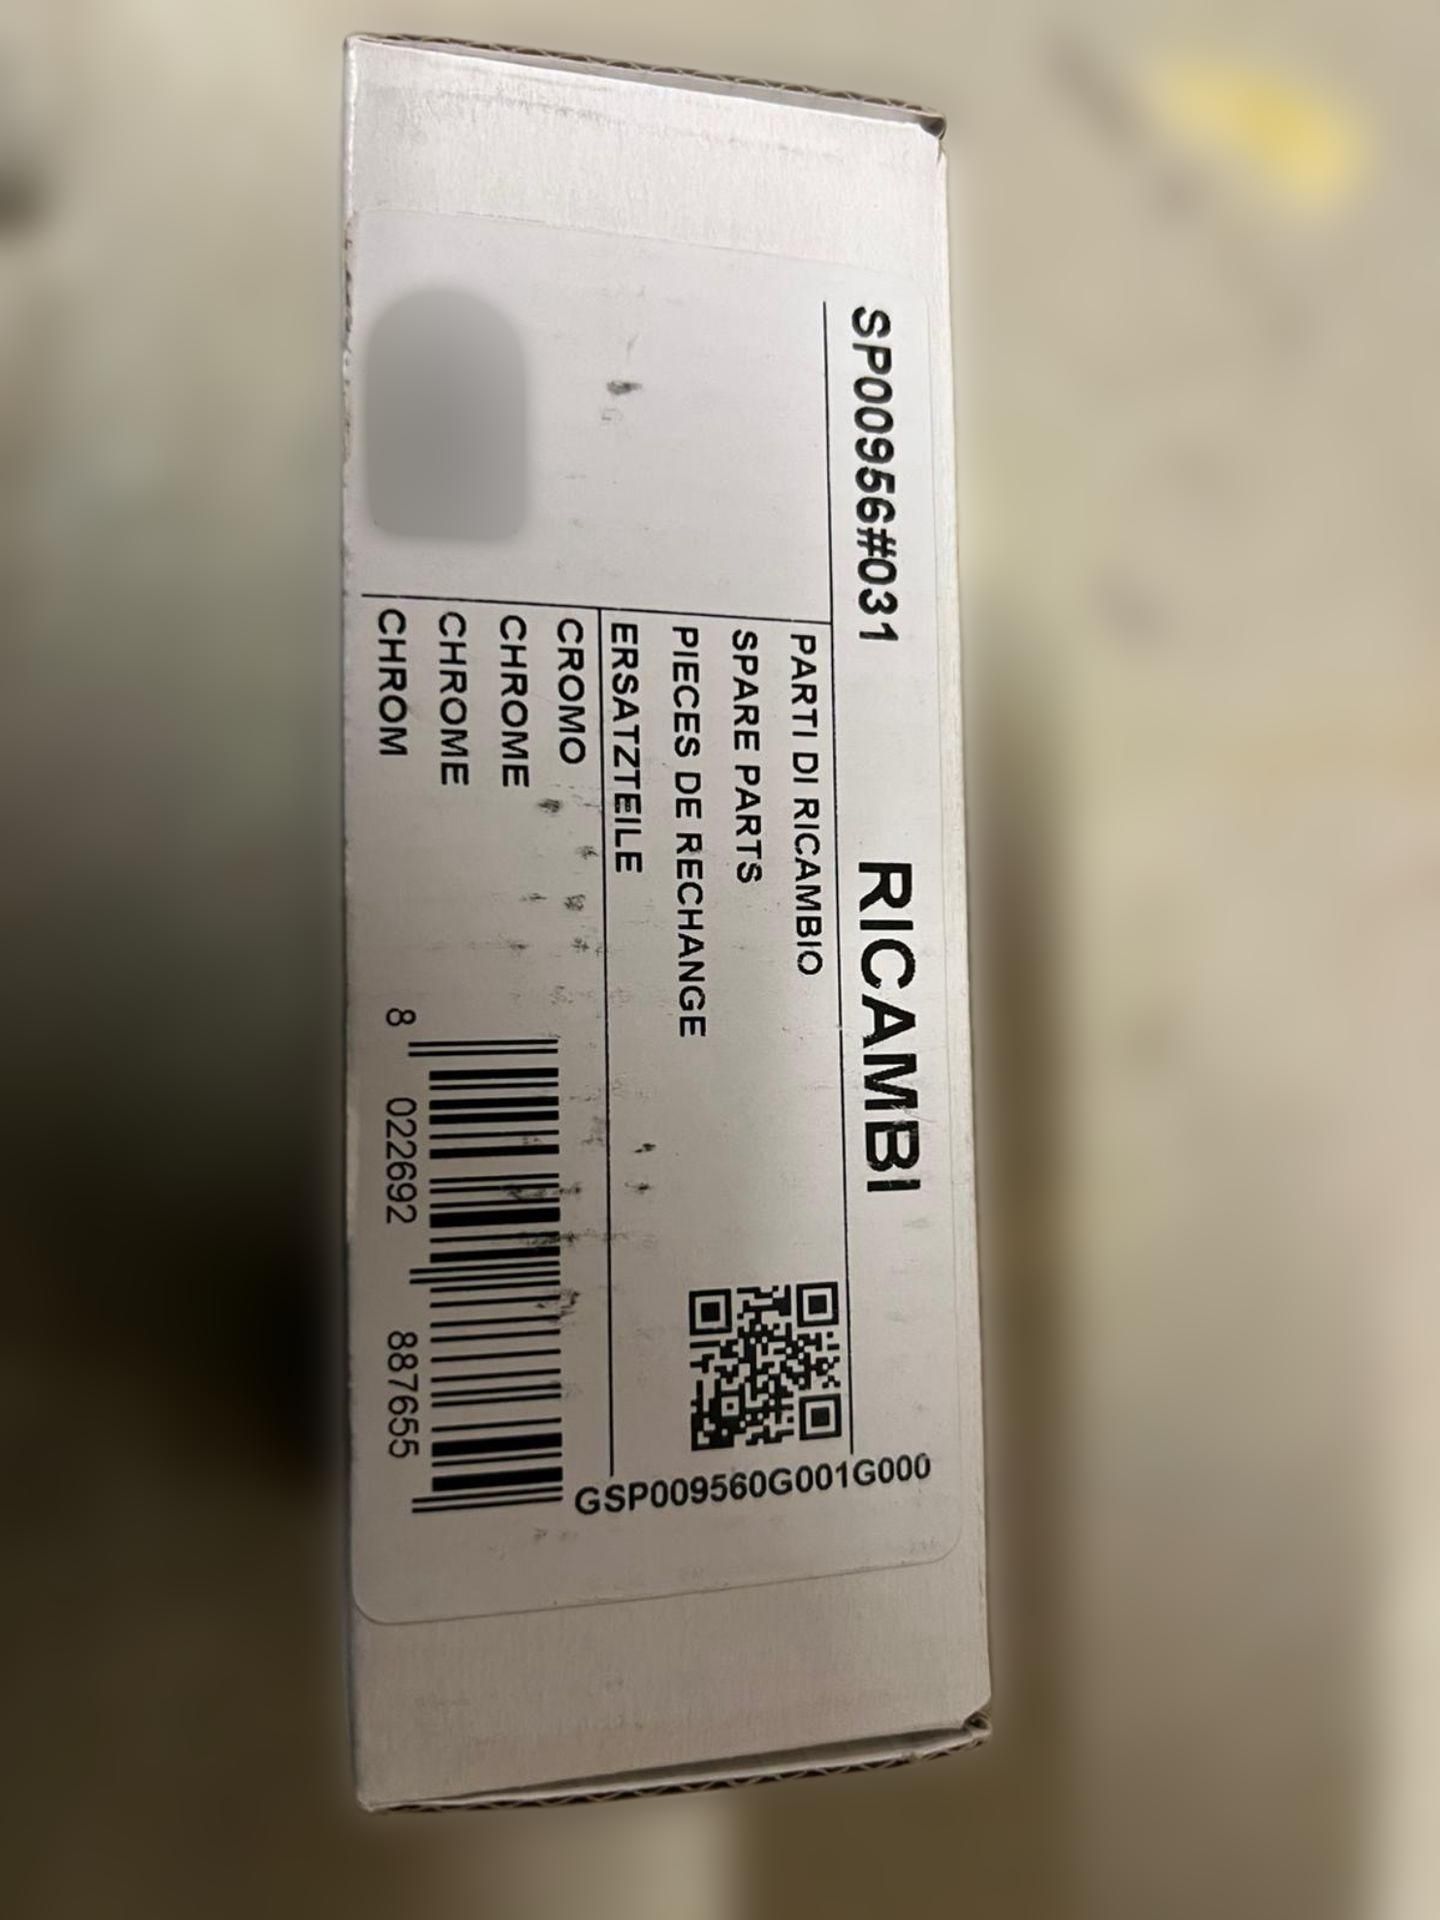 SP00956#031 RICAMBI
PARTI DI RICAMBIO
SPARE PARTS
PIECES DE RECHANGE
ERSATZTEILE
GSP009560G001G000
CROMO
CHROME
CHROME
CHROM
8 022692 887655